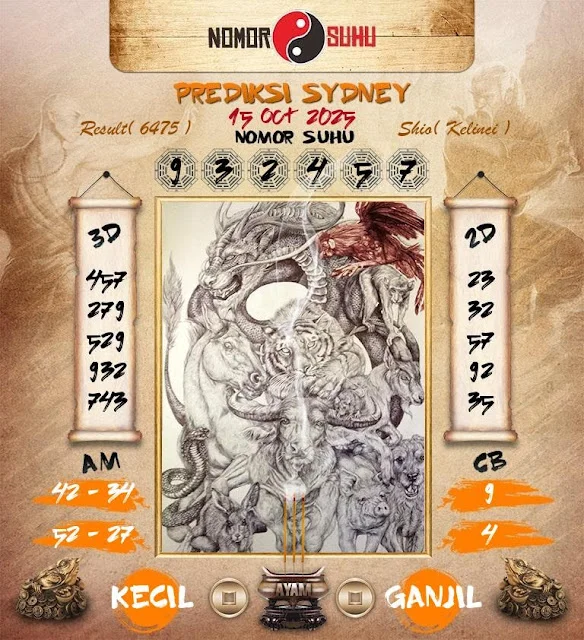 NOMOR SUHU
PREDIKSI SYDNEY
15 Oct 2025
Result( 6475 )
NOMOR SUHU
Shio( Kelinci )
9 3 2 4 5 7
3D
457
279
529
932
743
2D
23
32
57
92
35
AM
42 - 34
52 - 27
CB
9
4
KECIL
AYAM
GANJIL